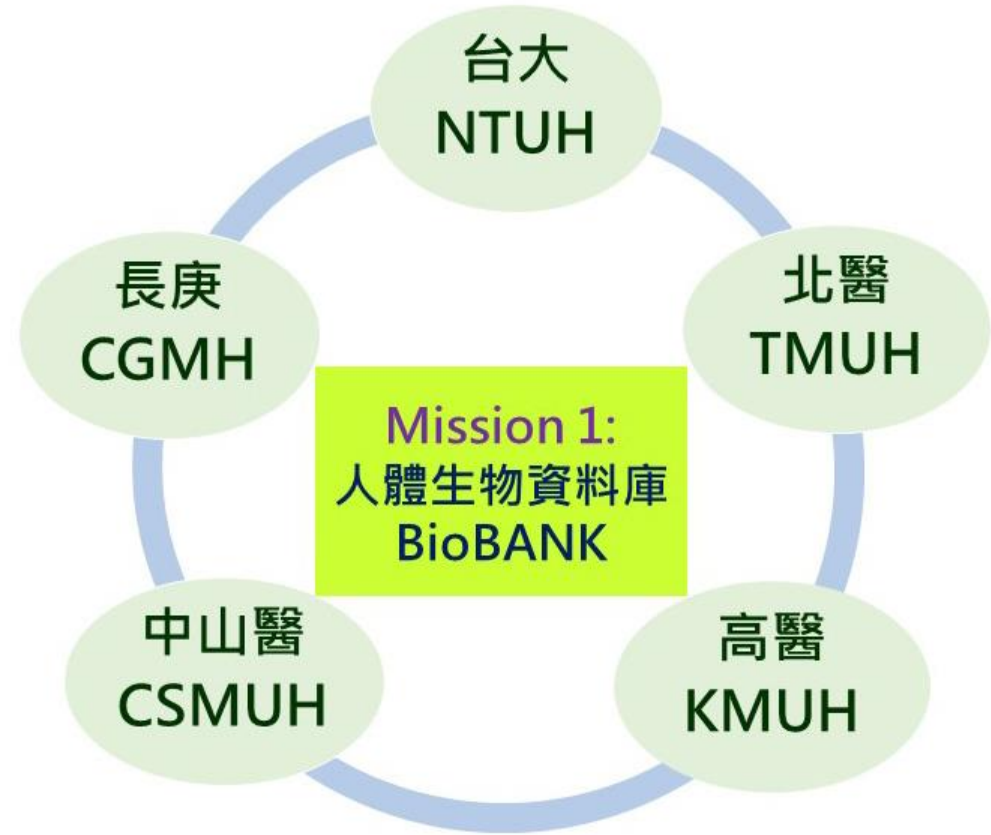 台大
NTUH
長庚
CGMH
北醫
TMUH
Mission 1:
人體生物資料庫
BioBANK
中山醫
CSMUH
高醫
KMUH